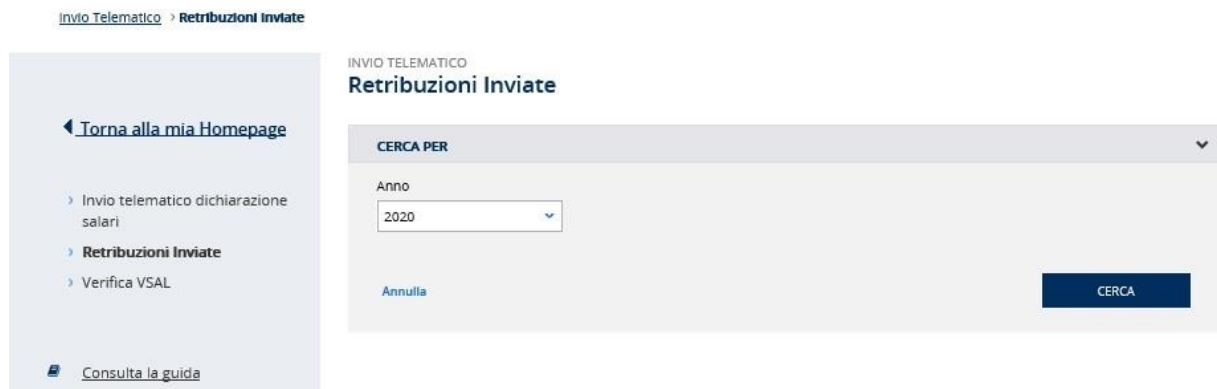 Invio Telematico › Retribuzioni Inviate
INVIO TELEMATICO
Retribuzioni Inviate
Torna alla mia Homepage
› Invio telematico dichiarazione
salari
› Retribuzioni Inviate
› Verifica VSAL
Consulta la guida
CERCA PER
Anno
2020
Annulla
CERCA